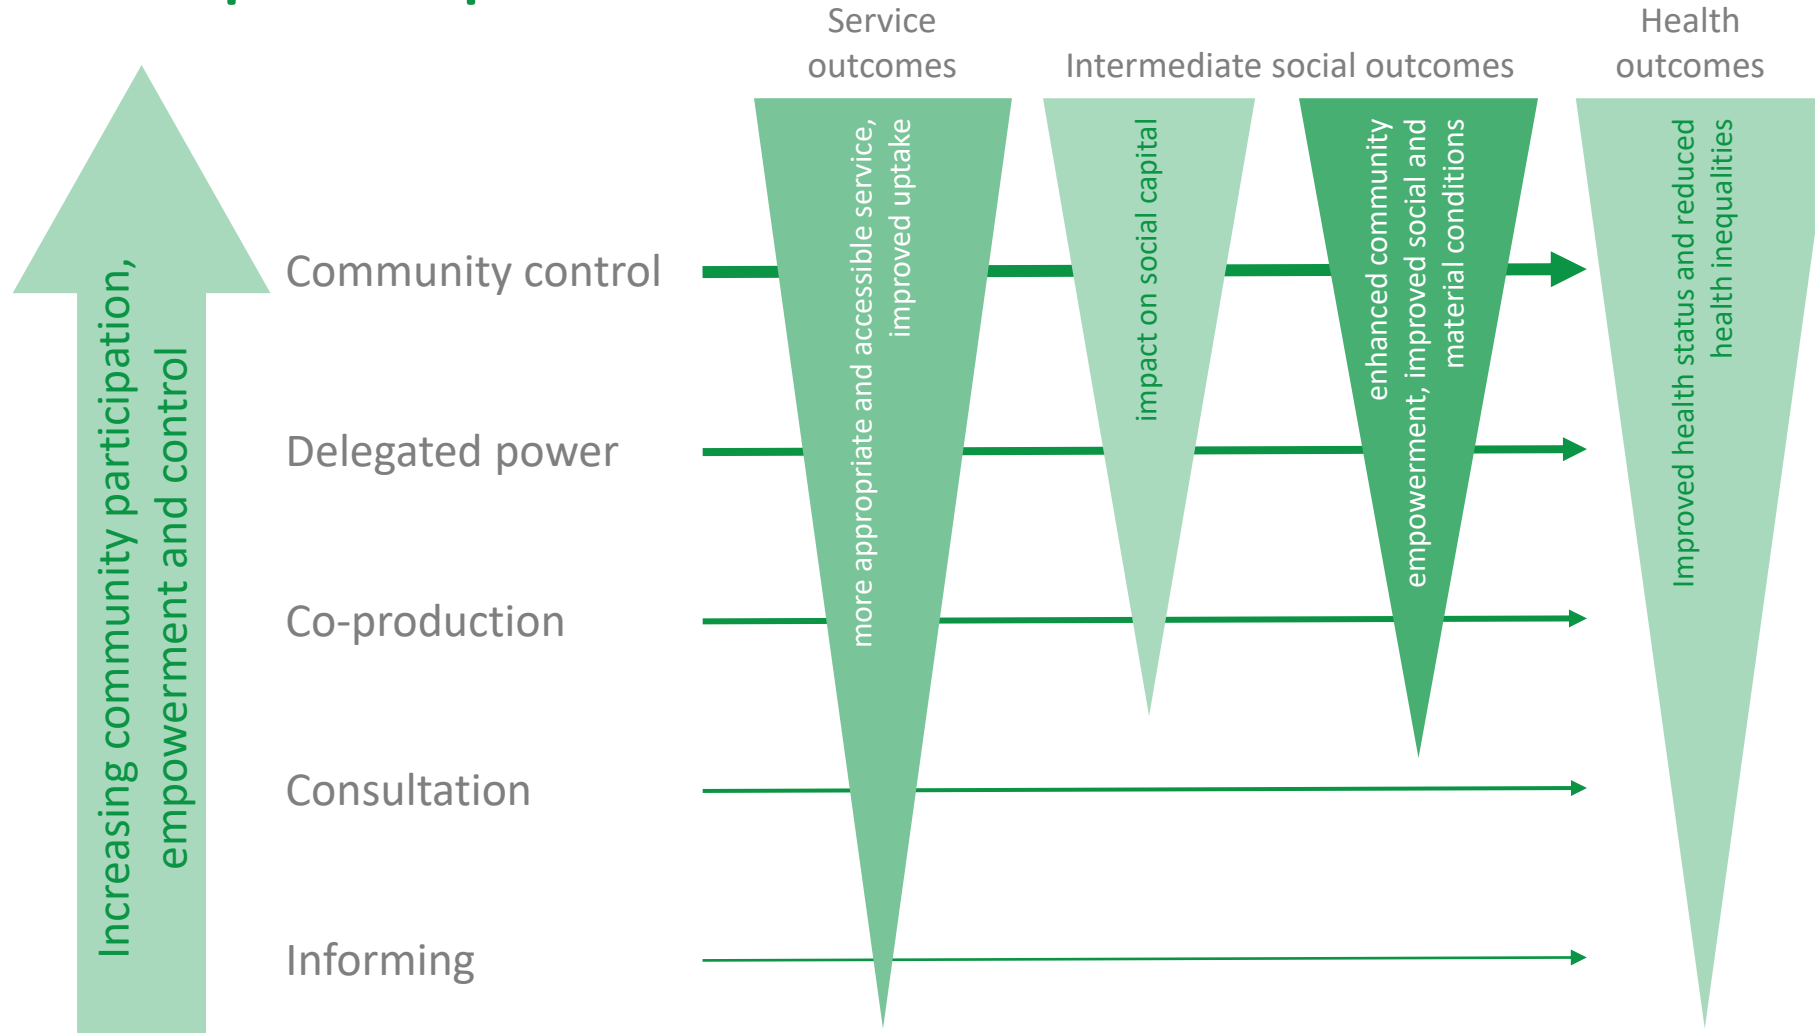 Service
outcomes
Intermediate social outcomes
Health
outcomes
Increasing community participation,
empowerment and control
Community control
Delegated power
Co-production
Consultation
Informing
more appropriate and accessible service,
improved uptake
impact on social capital
enhanced community
empowerment, improved social and
material conditions
Improved health status and reduced
health inequalities